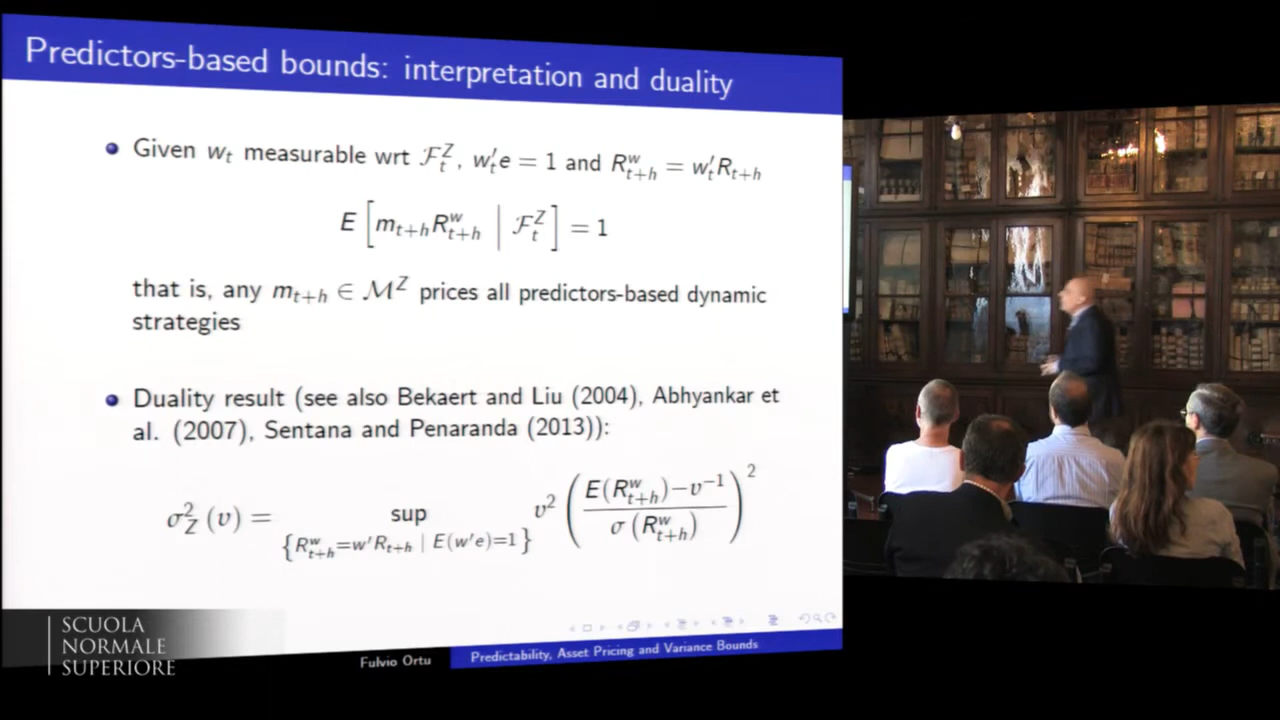 Predictors-based bounds: interpretation and duality
Given w_t measurable wrt ℱ_t^Z, w_t′e = 1 and R_{t+h}^w = w_t′R_{t+h}
E [ m_{t+h} R_{t+h}^w | ℱ_t^Z ] = 1
that is, any m_{t+h} ∈ ℳ^Z prices all predictors-based dynamic
strategies
Duality result (see also Bekaert and Liu (2004), Abhyankar et
al. (2007), Sentana and Penaranda (2013)):
σ_Z^2 (υ) = sup_{{R_{t+h}^w = w′R_{t+h} | E(w′e)=1}} υ^2 ( (E(R_{t+h}^w) − υ^{−1}) / σ (R_{t+h}^w) )^2
Fulvio Ortu
Predictability, Asset Pricing and Variance Bounds
SCUOLA
NORMALE
SUPERIORE